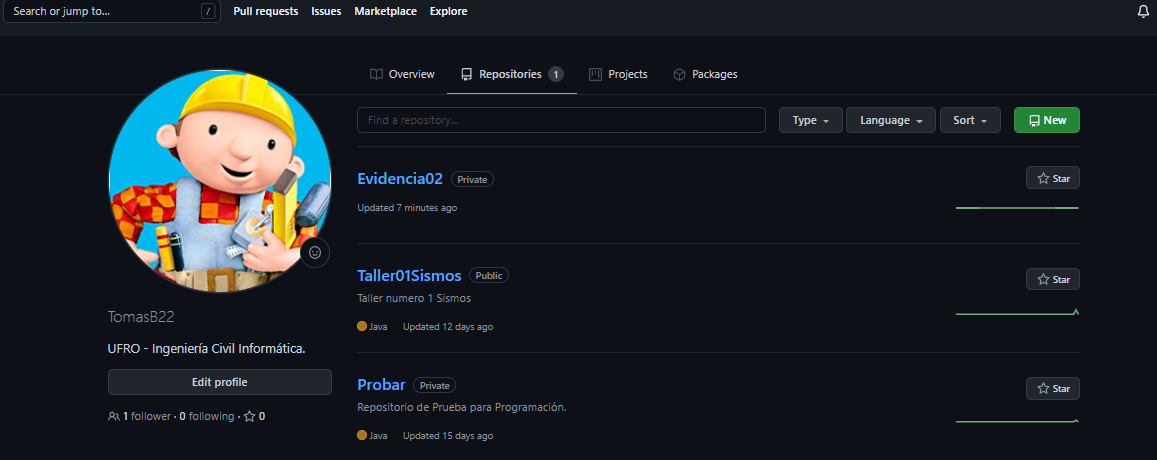 Search or jump to... /
Pull requests
Issues
Marketplace
Explore
Overview
Repositories 1
Projects
Packages
Find a repository...
Type
Language
Sort
New
Evidencia02 Private
Star
Updated 7 minutes ago
Taller01Sismos Public
Star
Taller numero 1 Sismos
Java Updated 12 days ago
Probar Private
Star
Repositorio de Prueba para Programación.
Java Updated 15 days ago
TomasB22
UFRO - Ingeniería Civil Informática.
Edit profile
1 follower · 0 following · 0